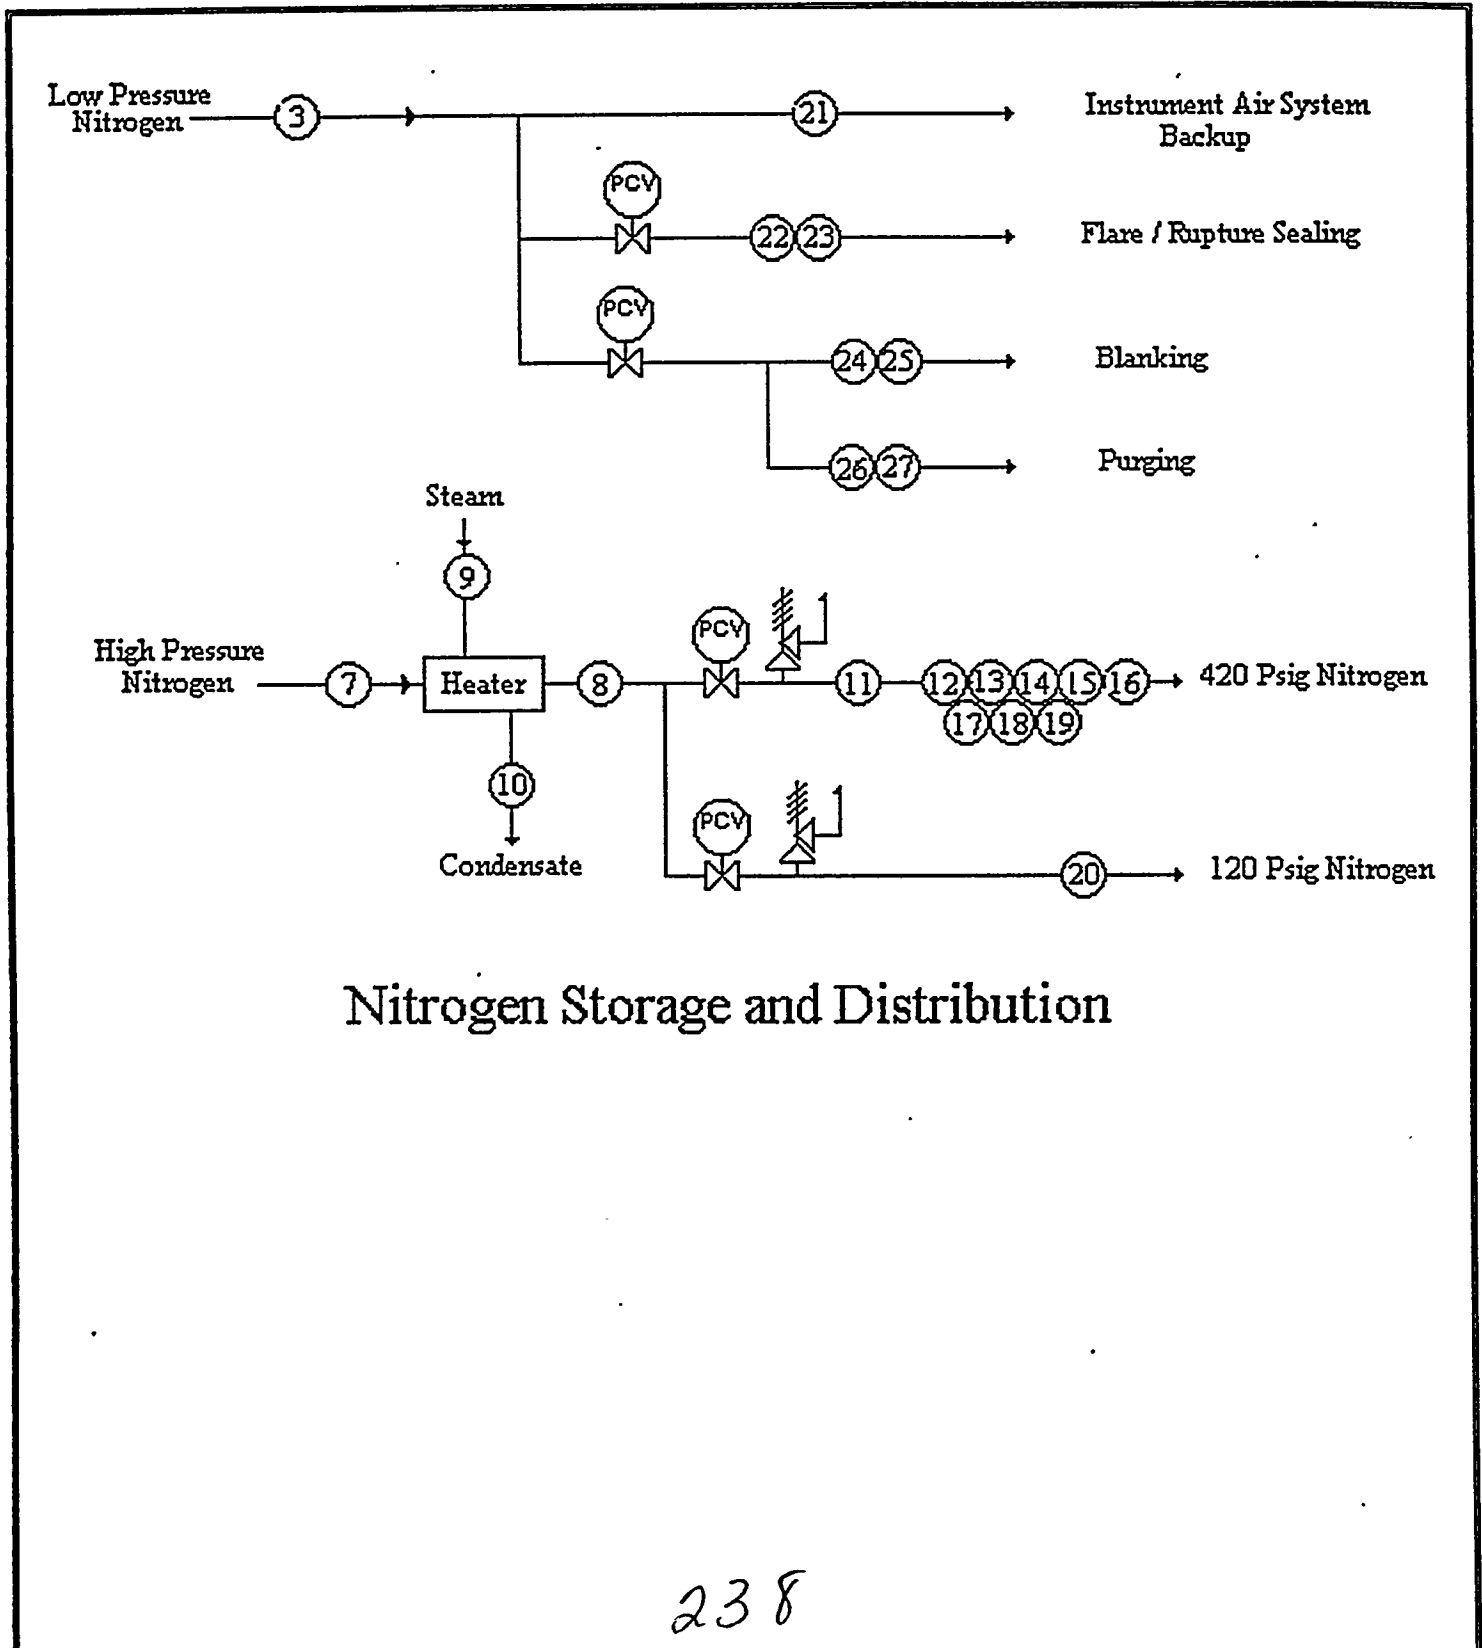 Low Pressure
Nitrogen
3
21
Instrument Air System
Backup
PCV
22 23
Flare / Rupture Sealing
PCV
24 25
Blanking
26 27
Purging
Steam
9
High Pressure
Nitrogen
7
Heater
8
PCV
11
12 13 14 15 16
17 18 19
420 Psig Nitrogen
10
Condensate
PCV
20
120 Psig Nitrogen
Nitrogen Storage and Distribution
238